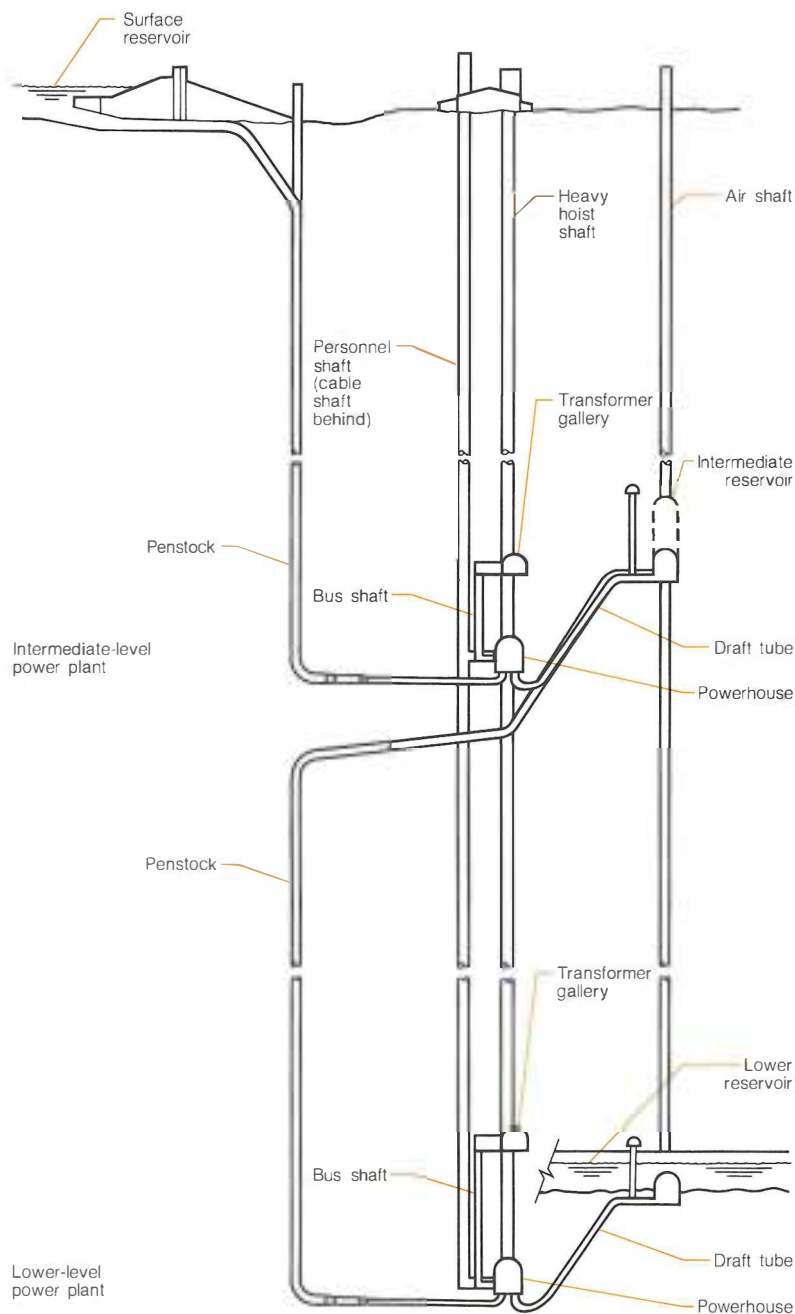 Surface
reservoir
Heavy
hoist
shaft
Air shaft
Personnel
shaft
(cable
shaft
behind)
Transformer
gallery
Intermediate
reservoir
Penstock
Bus shaft
Intermediate-level
power plant
Draft tube
Powerhouse
Penstock
Transformer
gallery
Lower
reservoir
Bus shaft
Lower-level
power plant
Draft tube
Powerhouse